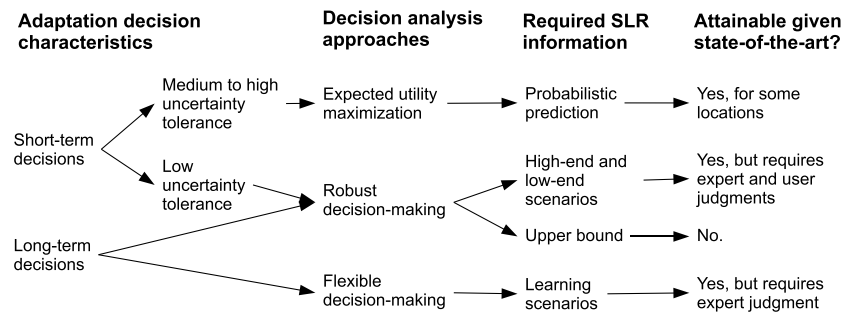 Adaptation decision
characteristics
Decision analysis
approaches
Required SLR
information
Attainable given
state-of-the-art?
Short-term
decisions
Medium to high
uncertainty
tolerance
Expected utility
maximization
Probabilistic
prediction
Yes, for some
locations
Low
uncertainty
tolerance
Robust
decision-making
High-end and
low-end
scenarios
Yes, but requires
expert and user
judgments
Upper bound
No.
Long-term
decisions
Flexible
decision-making
Learning
scenarios
Yes, but requires
expert judgment